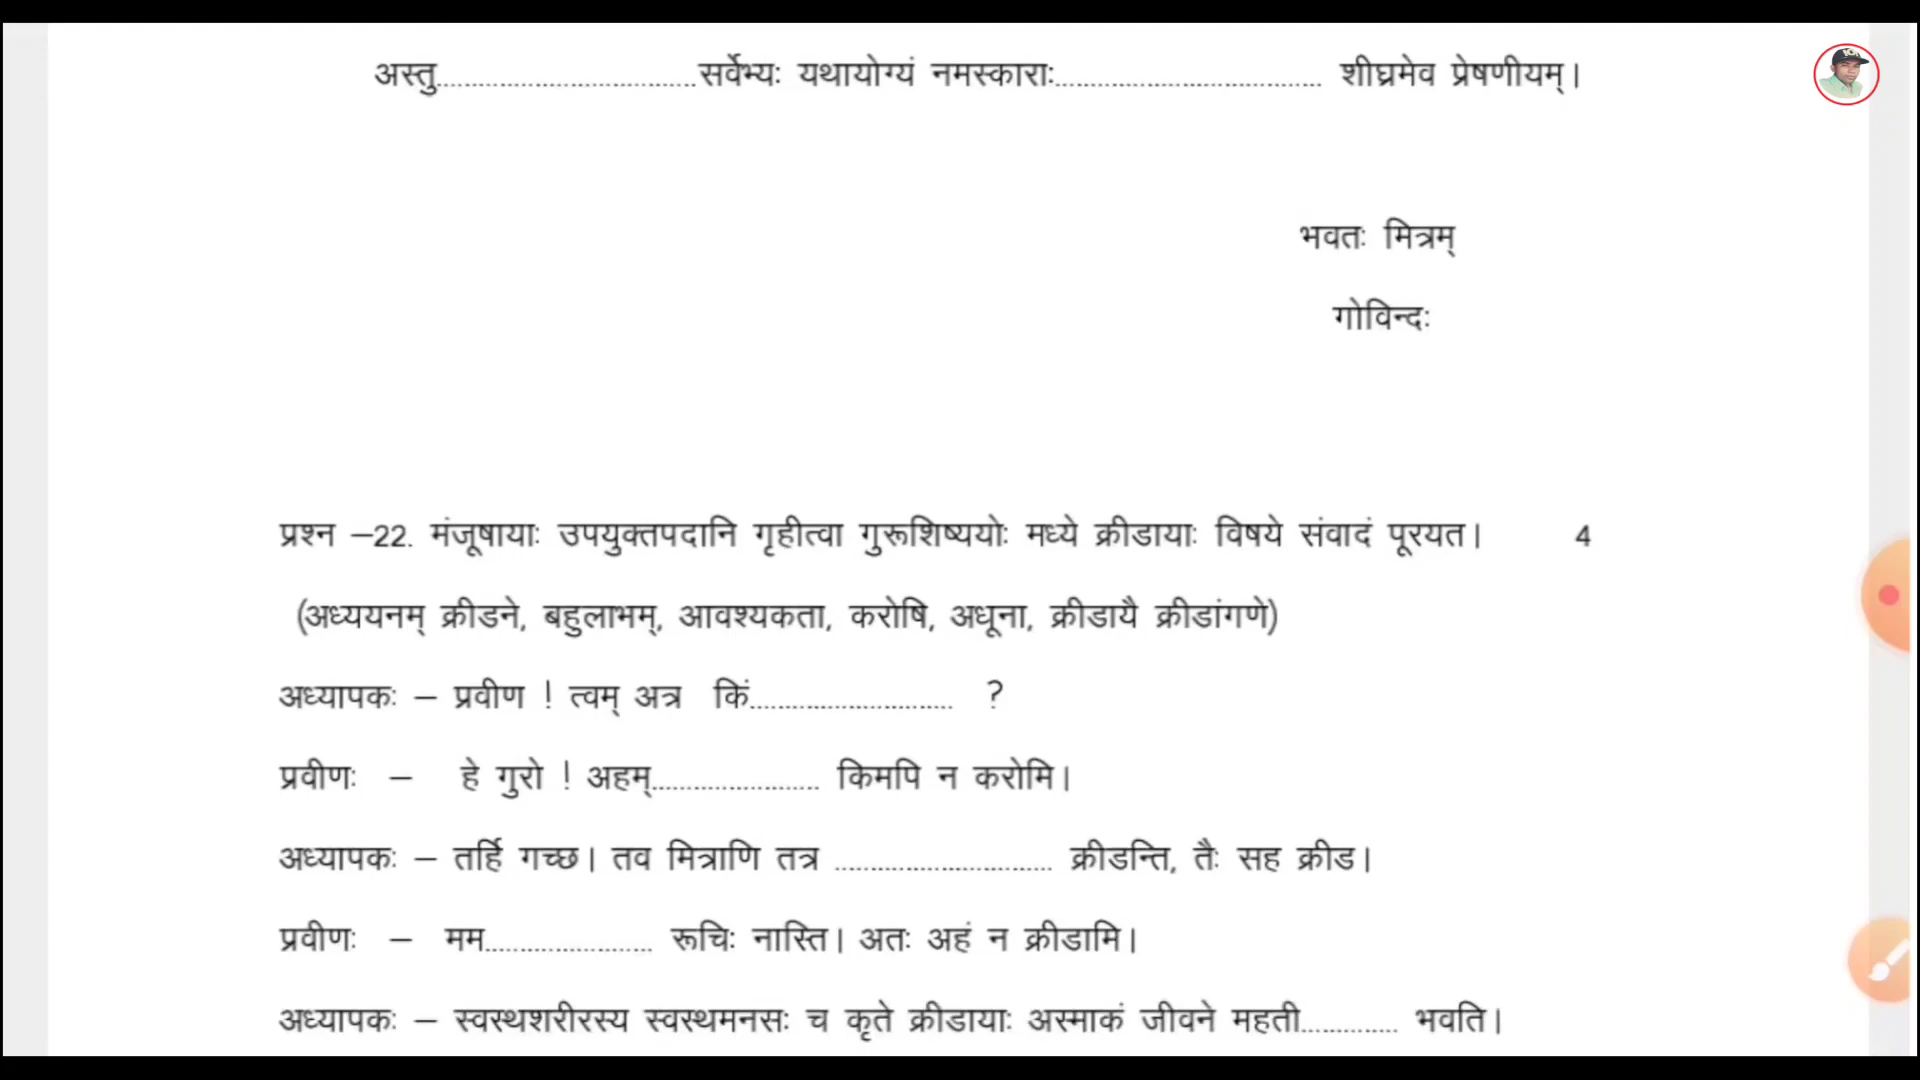 अस्तु....................................सर्वेभ्यः यथायोग्यं नमस्काराः..................................... शीघ्रमेव प्रेषणीयम्।
भवतः मित्रम्
गोविन्दः
प्रश्न –22. मंजूषायाः उपयुक्तपदानि गृहीत्वा गुरूशिष्ययोः मध्ये क्रीडायाः विषये संवादं पूरयत। 4
(अध्ययनम् क्रीडने, बहुलाभम्, आवश्यकता, करोषि, अधूना, क्रीडायै क्रीडांगणे)
अध्यापकः – प्रवीण ! त्वम् अत्र किं............................ ?
प्रवीणः – हे गुरो ! अहम्....................... किमपि न करोमि।
अध्यापकः – तर्हि गच्छ। तव मित्राणि तत्र .............................. क्रीडन्ति, तैः सह क्रीड।
प्रवीणः – मम....................... रूचिः नास्ति। अतः अहं न क्रीडामि।
अध्यापकः – स्वस्थशरीरस्य स्वस्थमनसः च कृते क्रीडायाः अस्माकं जीवने महती............. भवति।